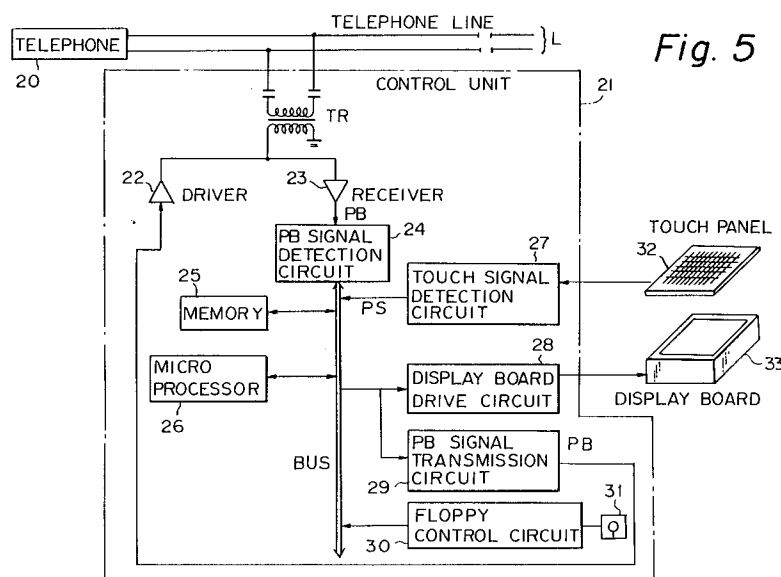 TELEPHONE LINE
TELEPHONE
20
L
Fig. 5
CONTROL UNIT
21
TR
22
DRIVER
23
RECEIVER
PB
PB SIGNAL
DETECTION
CIRCUIT
24
25
MEMORY
PS
27
TOUCH SIGNAL
DETECTION
CIRCUIT
TOUCH PANEL
32
MICRO
PROCESSOR
26
28
DISPLAY BOARD
DRIVE CIRCUIT
33
DISPLAY BOARD
BUS
PB SIGNAL
TRANSMISSION
CIRCUIT
29
PB
FLOPPY
CONTROL CIRCUIT
30
31